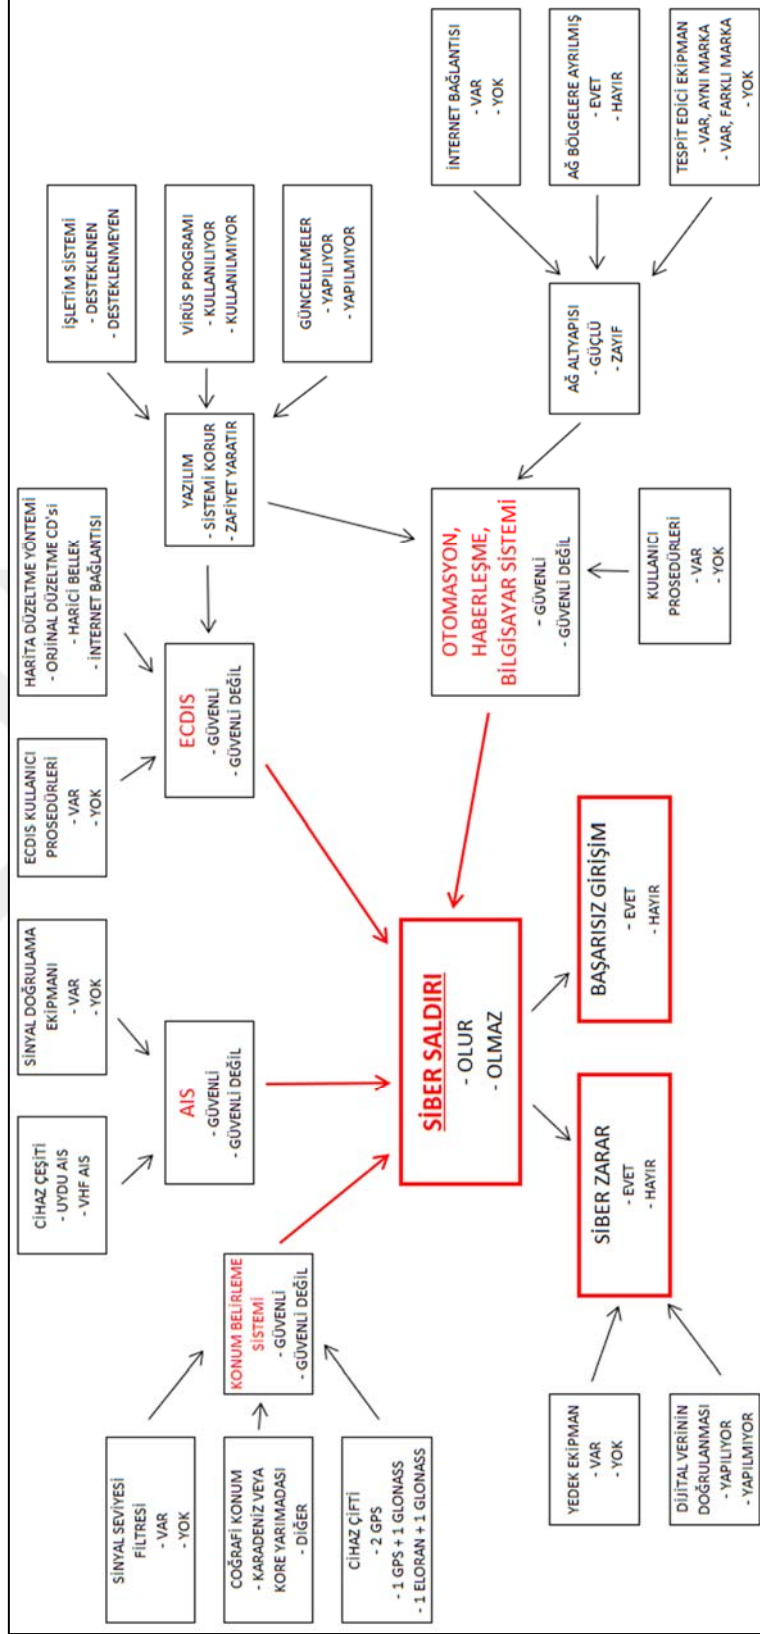 SİNYAL SEVİYESİ
FİLTRESİ
- VAR
- YOK
COĞRAFİ KONUM
- KARADENİZ VEYA
KORE YARIMADASI
- DİĞER
CİHAZ ÇİFTİ
- 2 GPS
- 1 GPS + 1 GLONASS
- 1 ELORAN + 1 GLONASS
KONUM BELİRLEME
SİSTEMİ
- GÜVENLİ
- GÜVENLİ DEĞİL
CİHAZ ÇEŞİTİ
- UYDU AIS
- VHF AIS
SİNYAL DOĞRULAMA
EKİPMANI
- VAR
- YOK
AIS
- GÜVENLİ
- GÜVENLİ DEĞİL
ECDIS KULLANICI
PROSEDÜRLERİ
- VAR
- YOK
HARİTA DÜZELTME YÖNTEMİ
- ORJİNAL DÜZELTME CD'si
- HARİCİ BELLEK
- İNTERNET BAĞLANTISI
ECDIS
- GÜVENLİ
- GÜVENLİ DEĞİL
İŞLETİM SİSTEMİ
- DESTEKLENEN
- DESTEKLENMEYEN
VİRÜS PROGRAMI
- KULLANILIYOR
- KULLANILMIYOR
GÜNCELLEMELER
- YAPILIYOR
- YAPILMIYOR
YAZILIM
- SİSTEMİ KORUR
- ZAFİYET YARATIR
OTOMASYON,
HABERLEŞME,
BİLGİSAYAR SİSTEMİ
- GÜVENLİ
- GÜVENLİ DEĞİL
KULLANICI
PROSEDÜRLERİ
- VAR
- YOK
AĞ ALTYAPISI
- GÜÇLÜ
- ZAYIF
İNTERNET BAĞLANTISI
- VAR
- YOK
AĞ BÖLGELERE AYRILMIŞ
- EVET
- HAYIR
TESPİT EDİCİ EKİPMAN
- VAR, AYNI MARKA
- VAR, FARKLI MARKA
- YOK
SİBER SALDIRI
- OLUR
- OLMAZ
SİBER ZARAR
- EVET
- HAYIR
BAŞARISIZ GİRİŞİM
- EVET
- HAYIR
YEDEK EKİPMAN
- VAR
- YOK
DİJİTAL VERİNİN
DOĞRULANMASI
- YAPILIYOR
- YAPILMIYOR